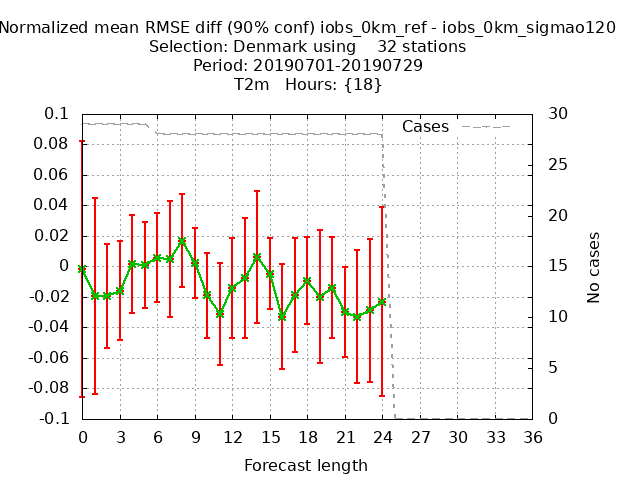 Normalized mean RMSE diff (90% conf) iobs_0km_ref - iobs_0km_sigmao120
Selection: Denmark using    32 stations
Period: 20190701-20190729
T2m   Hours: {18}
0.1
0.08
0.06
0.04
0.02
0
-0.02
-0.04
-0.06
-0.08
-0.1
Cases
30
25
20
15
10
5
0
No cases
0 3 6 9 12 15 18 21 24 27 30 33 36
Forecast length